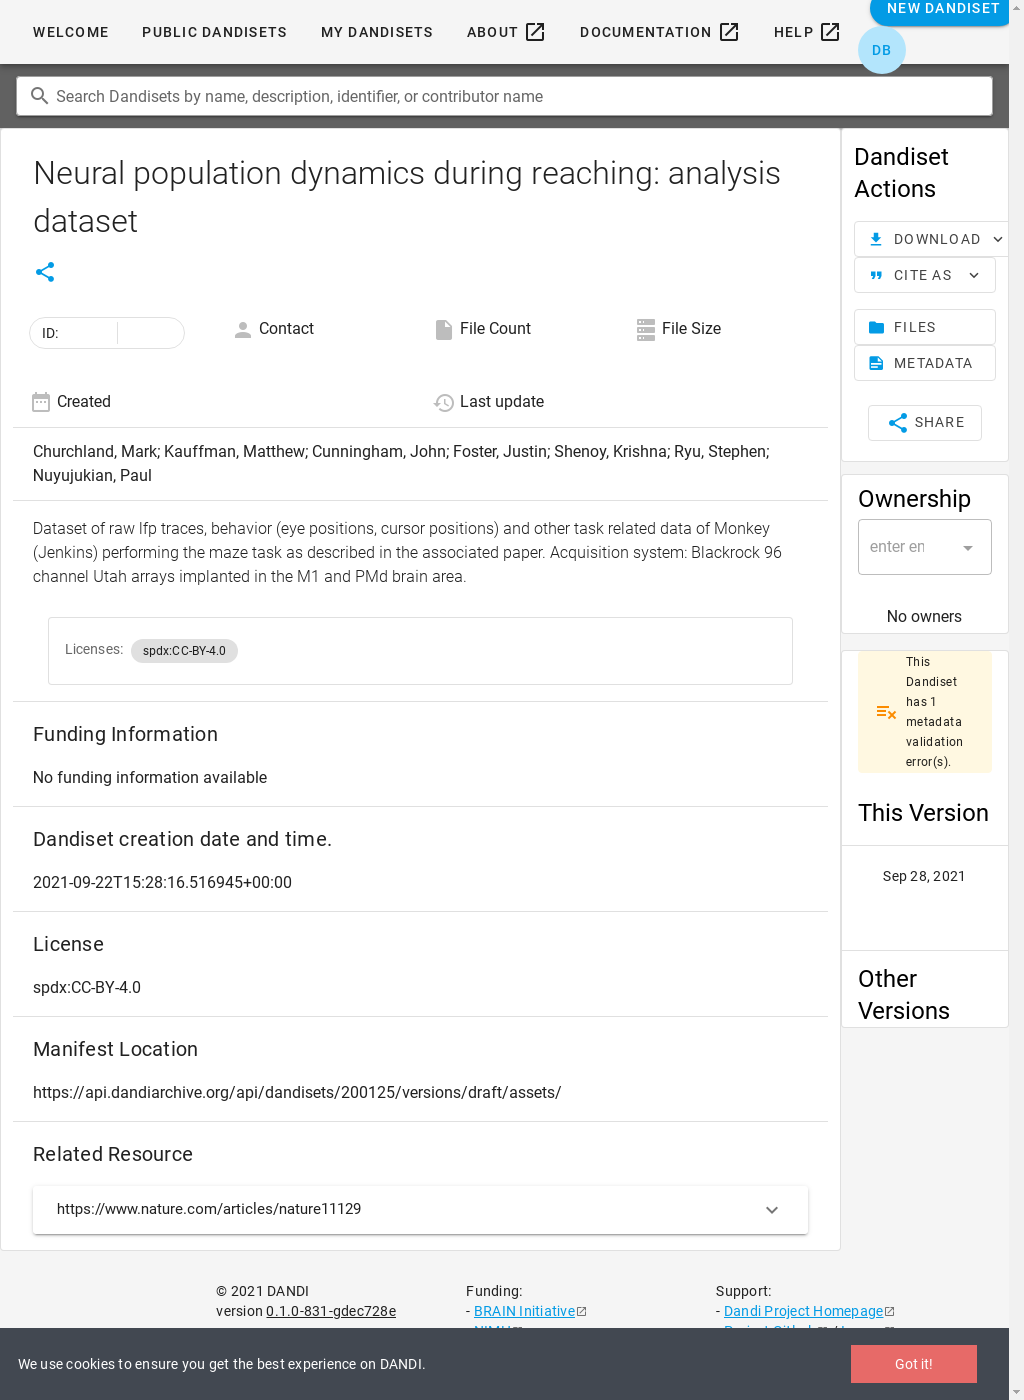 WELCOME PUBLIC DANDISETS MY DANDISETS ABOUT DOCUMENTATION HELP NEW DANDISET
DB
Search Dandisets by name, description, identifier, or contributor name
Neural population dynamics during reaching: analysis
dataset
ID:
Contact
File Count
File Size
Created
Last update
Churchland, Mark; Kauffman, Matthew; Cunningham, John; Foster, Justin; Shenoy, Krishna; Ryu, Stephen;
Nuyujukian, Paul
Dataset of raw lfp traces, behavior (eye positions, cursor positions) and other task related data of Monkey
(Jenkins) performing the maze task as described in the associated paper. Acquisition system: Blackrock 96
channel Utah arrays implanted in the M1 and PMd brain area.
Licenses: spdx:CC-BY-4.0
Funding Information
No funding information available
Dandiset creation date and time.
2021-09-22T15:28:16.516945+00:00
License
spdx:CC-BY-4.0
Manifest Location
https://api.dandiarchive.org/api/dandisets/200125/versions/draft/assets/
Related Resource
https://www.nature.com/articles/nature11129
Dandiset
Actions
DOWNLOAD
CITE AS
FILES
METADATA
SHARE
Ownership
enter en
No owners
This
Dandiset
has 1
metadata
validation
error(s).
This Version
Sep 28, 2021
Other
Versions
© 2021 DANDI
version 0.1.0-831-gdec728e
Funding:
- BRAIN Initiative
Support:
- Dandi Project Homepage
We use cookies to ensure you get the best experience on DANDI.
Got it!